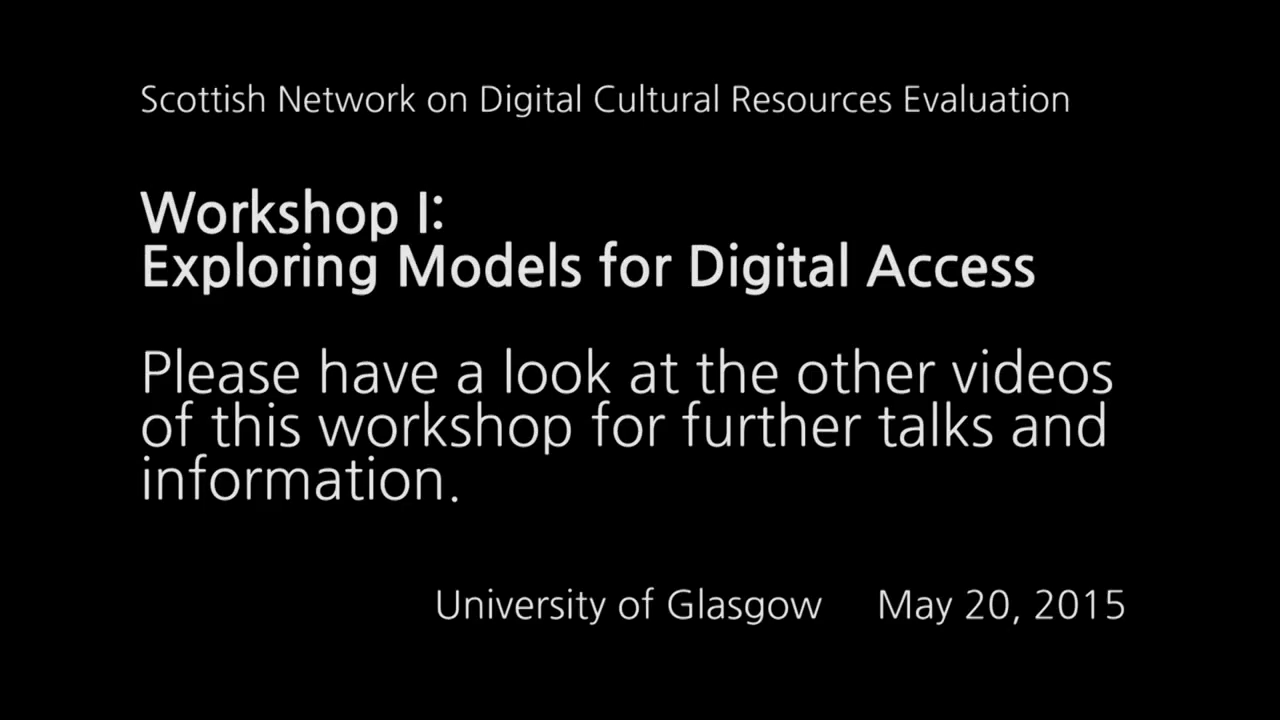 Scottish Network on Digital Cultural Resources Evaluation
Workshop I:
Exploring Models for Digital Access
Please have a look at the other videos
of this workshop for further talks and
information.
University of Glasgow May 20, 2015